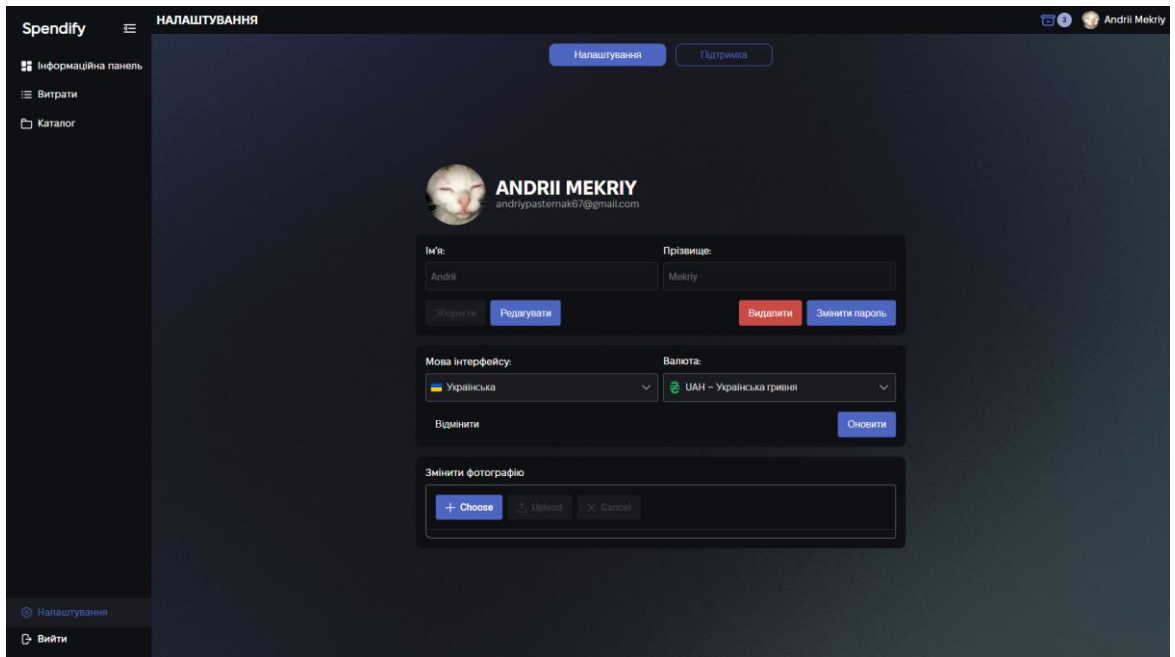 Spendify
НАЛАШТУВАННЯ
3
Andrii Mekriy
Інформаційна панель
Витрати
Каталог
Налаштування
Підтримка
ANDRII MEKRIY
andriypasternak67@gmail.com
Ім'я:
Прізвище:
Andrii
Mekriy
Зберегти
Редагувати
Видалити
Змінити пароль
Мова інтерфейсу:
Валюта:
Українська
UAH – Українська гривня
Відмінити
Оновити
Змінити фотографію
Choose
Upload
Cancel
Налаштування
Вийти